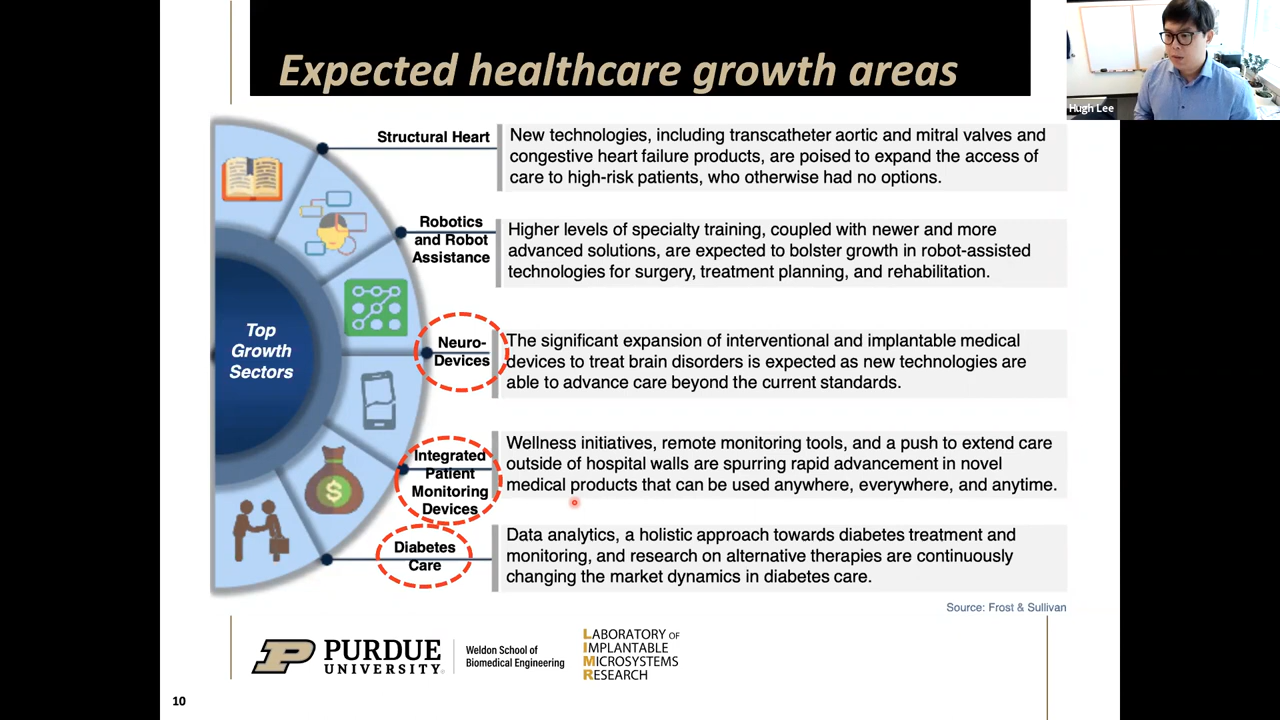 Expected healthcare growth areas
Hugh Lee
Structural Heart
New technologies, including transcatheter aortic and mitral valves and
congestive heart failure products, are poised to expand the access of
care to high-risk patients, who otherwise had no options.
Robotics
and Robot
Assistance
Higher levels of specialty training, coupled with newer and more
advanced solutions, are expected to bolster growth in robot-assisted
technologies for surgery, treatment planning, and rehabilitation.
Top
Growth
Sectors
Neuro-
Devices
The significant expansion of interventional and implantable medical
devices to treat brain disorders is expected as new technologies are
able to advance care beyond the current standards.
Integrated
Patient
Monitoring
Devices
Wellness initiatives, remote monitoring tools, and a push to extend care
outside of hospital walls are spurring rapid advancement in novel
medical products that can be used anywhere, everywhere, and anytime.
$
Diabetes
Care
Data analytics, a holistic approach towards diabetes treatment and
monitoring, and research on alternative therapies are continuously
changing the market dynamics in diabetes care.
Source: Frost & Sullivan
P PURDUE
UNIVERSITY
Weldon School of
Biomedical Engineering
LABORATORY OF
IMPLANTABLE
MICROSYSTEMS
RESEARCH
10